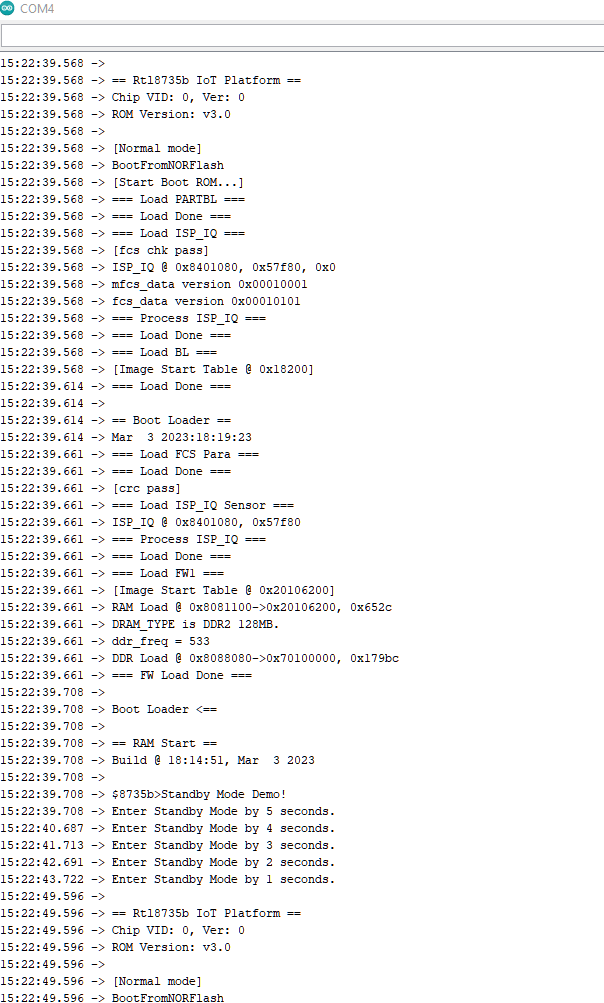 COM4
15:22:39.568 ->
15:22:39.568 -> == Rtl8735b IoT Platform ==
15:22:39.568 -> Chip VID: 0, Ver: 0
15:22:39.568 -> ROM Version: v3.0
15:22:39.568 ->
15:22:39.568 -> [Normal mode]
15:22:39.568 -> BootFromNORFlash
15:22:39.568 -> [Start Boot ROM...]
15:22:39.568 -> === Load PARTBL ===
15:22:39.568 -> === Load Done ===
15:22:39.568 -> === Load ISP_IQ ===
15:22:39.568 -> [fcs chk pass]
15:22:39.568 -> ISP_IQ @ 0x8401080, 0x57f80, 0x0
15:22:39.568 -> mfcs_data version 0x00010001
15:22:39.568 -> fcs_data version 0x00010101
15:22:39.568 -> === Process ISP_IQ ===
15:22:39.568 -> === Load Done ===
15:22:39.568 -> === Load BL ===
15:22:39.568 -> [Image Start Table @ 0x18200]
15:22:39.614 -> === Load Done ===
15:22:39.614 ->
15:22:39.614 -> == Boot Loader ==
15:22:39.614 -> Mar  3 2023:18:19:23
15:22:39.661 -> === Load FCS Para ===
15:22:39.661 -> === Load Done ===
15:22:39.661 -> [crc pass]
15:22:39.661 -> === Load ISP_IQ Sensor ===
15:22:39.661 -> ISP_IQ @ 0x8401080, 0x57f80
15:22:39.661 -> === Process ISP_IQ ===
15:22:39.661 -> === Load Done ===
15:22:39.661 -> === Load FW1 ===
15:22:39.661 -> [Image Start Table @ 0x20106200]
15:22:39.661 -> RAM Load @ 0x8081100->0x20106200, 0x652c
15:22:39.661 -> DRAM_TYPE is DDR2 128MB.
15:22:39.661 -> ddr_freq = 533
15:22:39.661 -> DDR Load @ 0x8088080->0x70100000, 0x179bc
15:22:39.661 -> === FW Load Done ===
15:22:39.708 ->
15:22:39.708 -> Boot Loader <==
15:22:39.708 ->
15:22:39.708 -> == RAM Start ==
15:22:39.708 -> Build @ 18:14:51, Mar  3 2023
15:22:39.708 ->
15:22:39.708 -> $8735b>Standby Mode Demo!
15:22:39.708 -> Enter Standby Mode by 5 seconds.
15:22:40.687 -> Enter Standby Mode by 4 seconds.
15:22:41.713 -> Enter Standby Mode by 3 seconds.
15:22:42.691 -> Enter Standby Mode by 2 seconds.
15:22:43.722 -> Enter Standby Mode by 1 seconds.
15:22:49.596 ->
15:22:49.596 -> == Rtl8735b IoT Platform ==
15:22:49.596 -> Chip VID: 0, Ver: 0
15:22:49.596 -> ROM Version: v3.0
15:22:49.596 ->
15:22:49.596 -> [Normal mode]
15:22:49.596 -> BootFromNORFlash